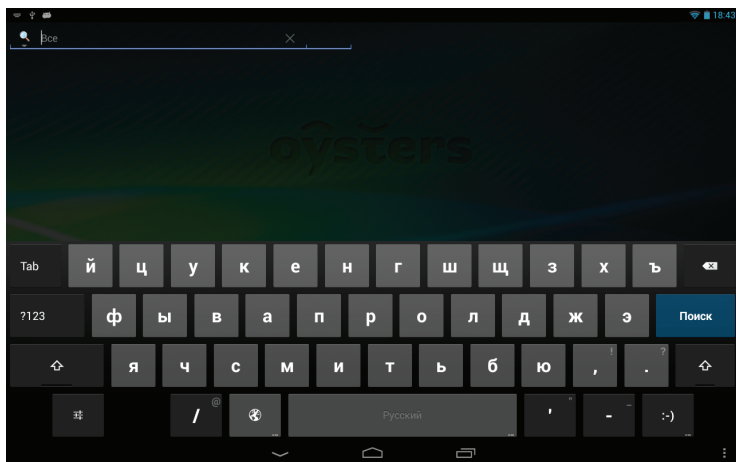 18:43
Все
oysters
Tab й ц у к е н г ш щ з х ъ
?123 ф ы в а п р о л д ж э Поиск
я ч с м и т ь б ю , ! . ?
/ @ Русский ' " - _ :-)